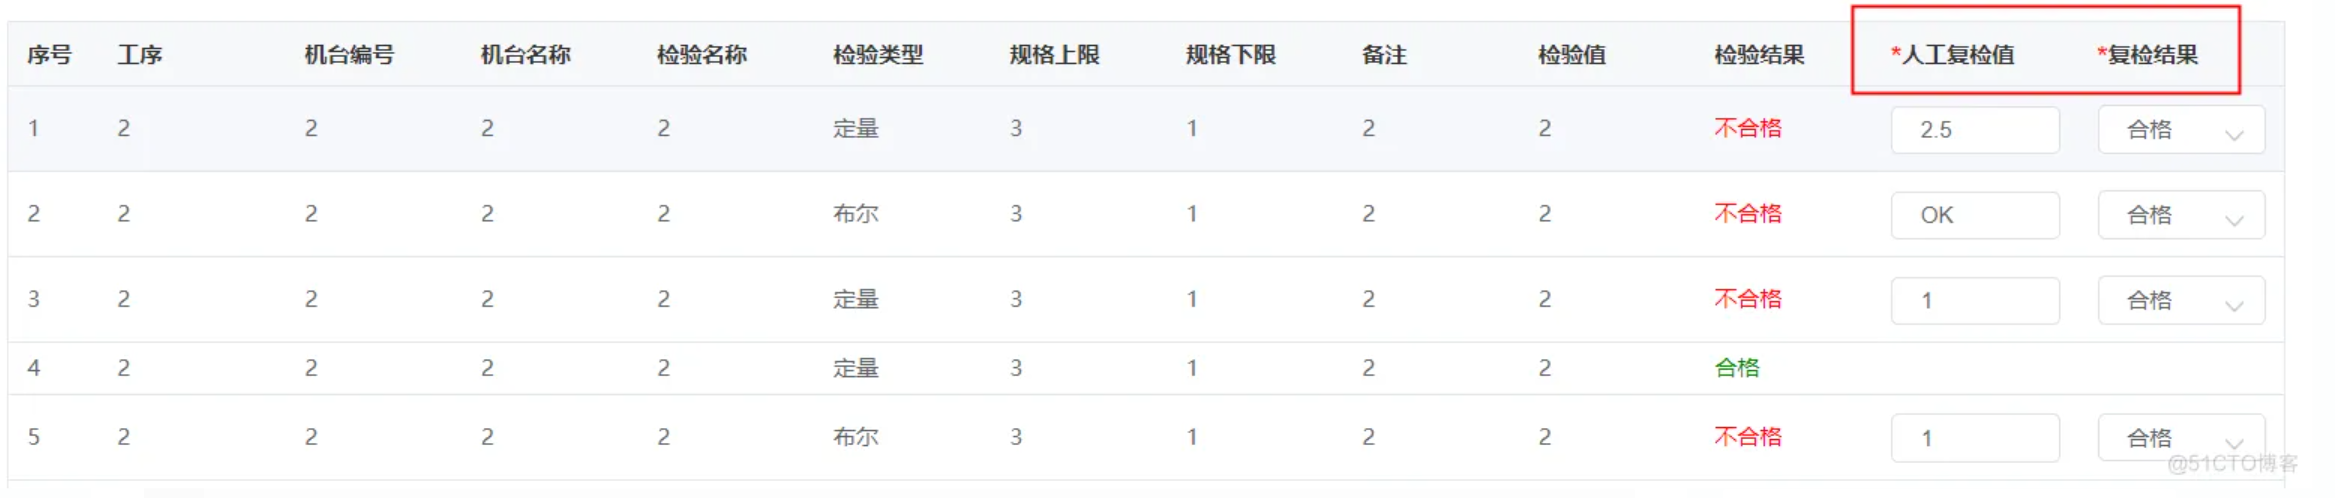 序号 工序 机台编号 机台名称 检验名称 检验类型 规格上限 规格下限 备注 检验值 检验结果 *人工复检值 *复检结果
1 2 2 2 2 定量 3 1 2 2 不合格 2.5 合格
2 2 2 2 2 布尔 3 1 2 2 不合格 OK 合格
3 2 2 2 2 定量 3 1 2 2 不合格 1 合格
4 2 2 2 2 定量 3 1 2 2 合格
5 2 2 2 2 布尔 3 1 2 2 不合格 1 合格
@51CTO博客